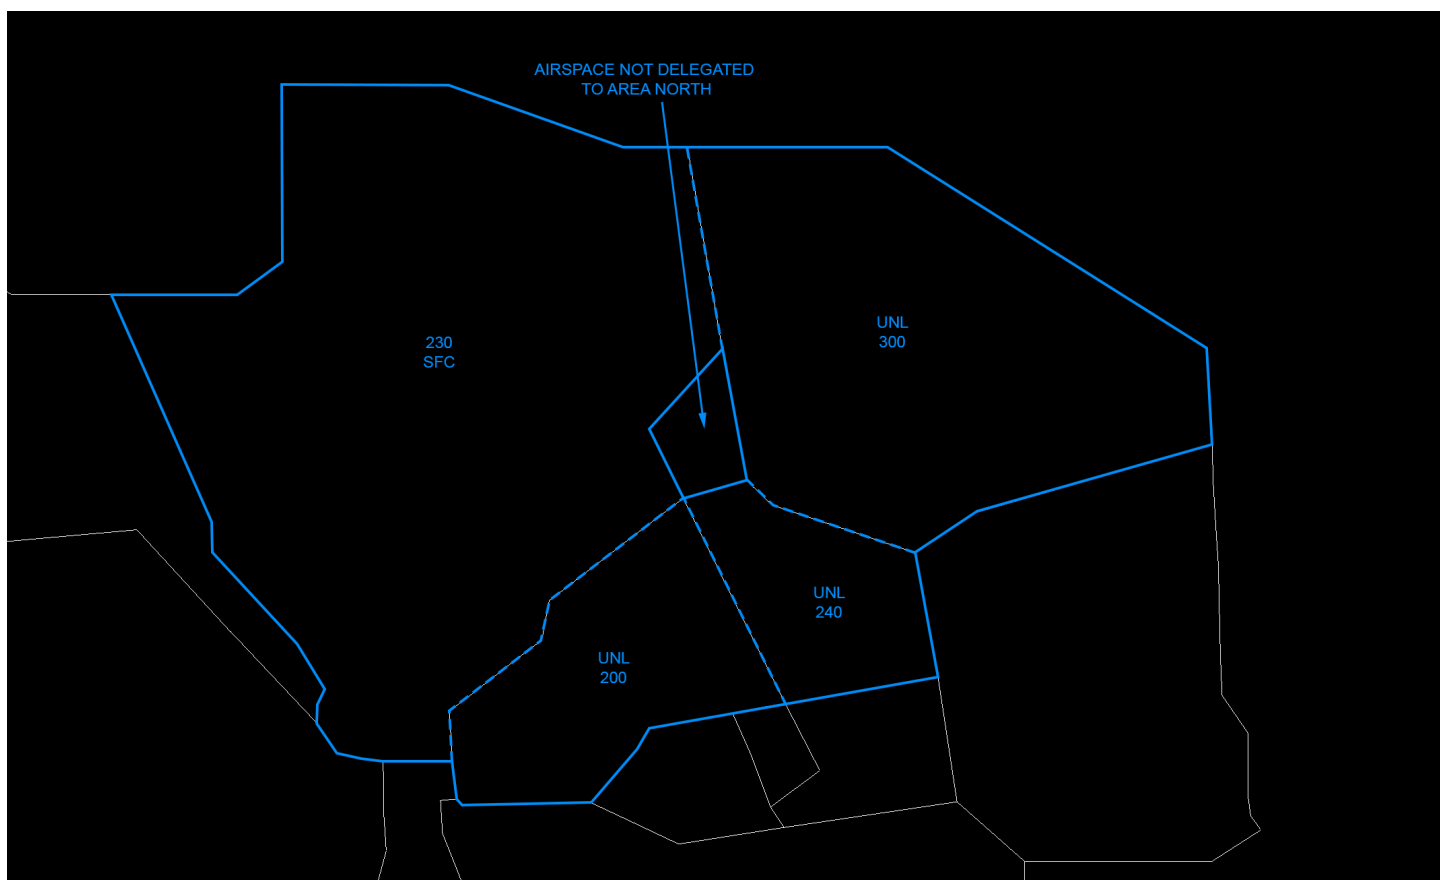 AIRSPACE NOT DELEGATED
TO AREA NORTH
UNL
300
230
SFC
UNL
240
UNL
200